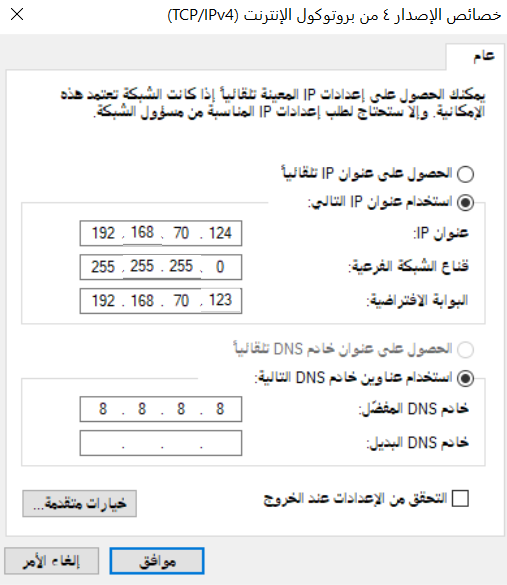 خصائص الإصدار ٤ من بروتوكول الإنترنت (TCP/IPv4)
عام
يمكنك الحصول على إعدادات IP المعينة تلقائياً إذا كانت الشبكة تعتمد هذه
الإمكانية. وإلا ستحتاج لطلب إعدادات IP المناسبة من مسؤول الشبكة.
الحصول على عنوان IP تلقائياً
استخدام عنوان IP التالي:
عنوان IP: 192 . 168 . 70 . 124
قناع الشبكة الفرعية: 255 . 255 . 255 . 0
البوابة الافتراضية: 192 . 168 . 70 . 123
الحصول على عنوان خادم DNS تلقائياً
استخدام عناوين خادم DNS التالية:
خادم DNS المفضّل: 8 . 8 . 8 . 8
خادم DNS البديل: . . .
التحقق من الإعدادات عند الخروج
خيارات متقدمة...
موافق
إلغاء الأمر